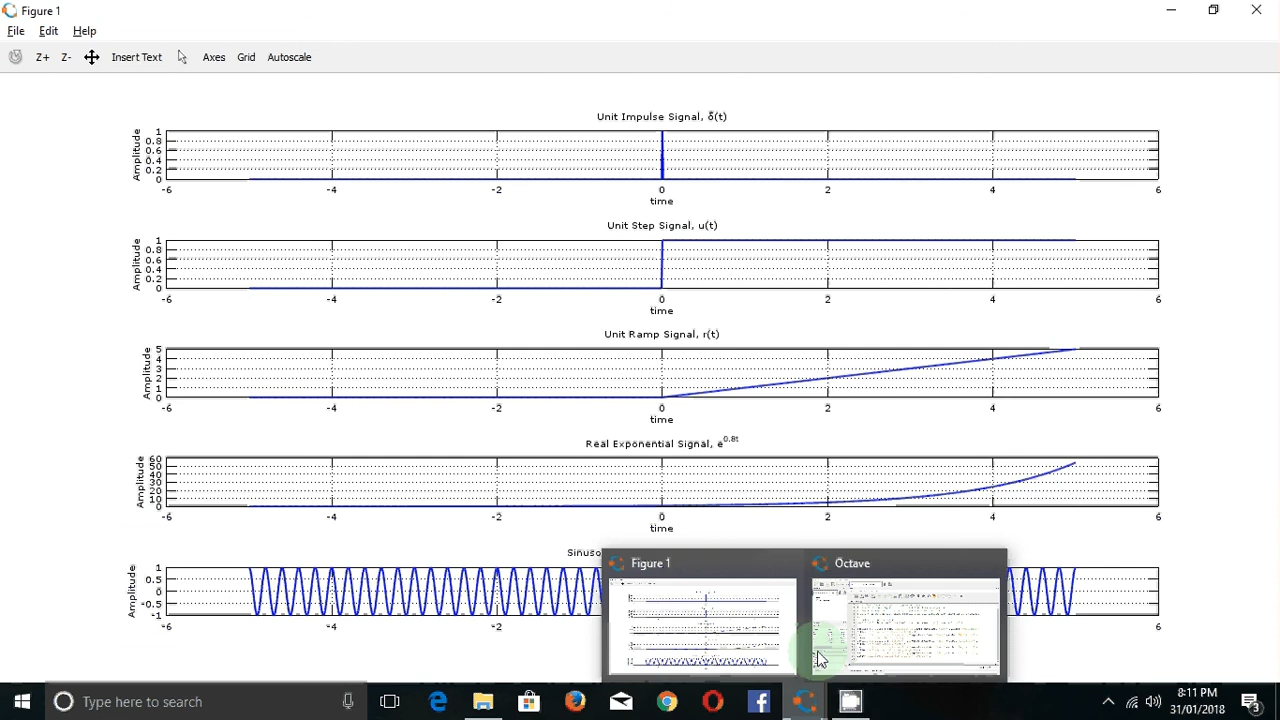 Figure 1
File Edit Help
Z+ Z- Insert Text Axes Grid Autoscale
Unit Impulse Signal, δ(t)
Amplitude
1
0.8
0.6
0.4
0.2
0
-6 -4 -2 0 2 4 6
time
Unit Step Signal, u(t)
Amplitude
1
0.8
0.6
0.4
0.2
0
-6 -4 -2 0 2 4 6
time
Unit Ramp Signal, r(t)
Amplitude
5
4
3
2
1
0
-6 -4 -2 0 2 4 6
time
Real Exponential Signal, e^0.8t
Amplitude
60
50
40
30
20
10
0
-6 -4 -2 0 2 4 6
time
Amplitude
1
0.5
0
-0.5
-1
-6 -4 -2 6
Figure 1 Octave
Type here to search
8:11 PM
31/01/2018
3